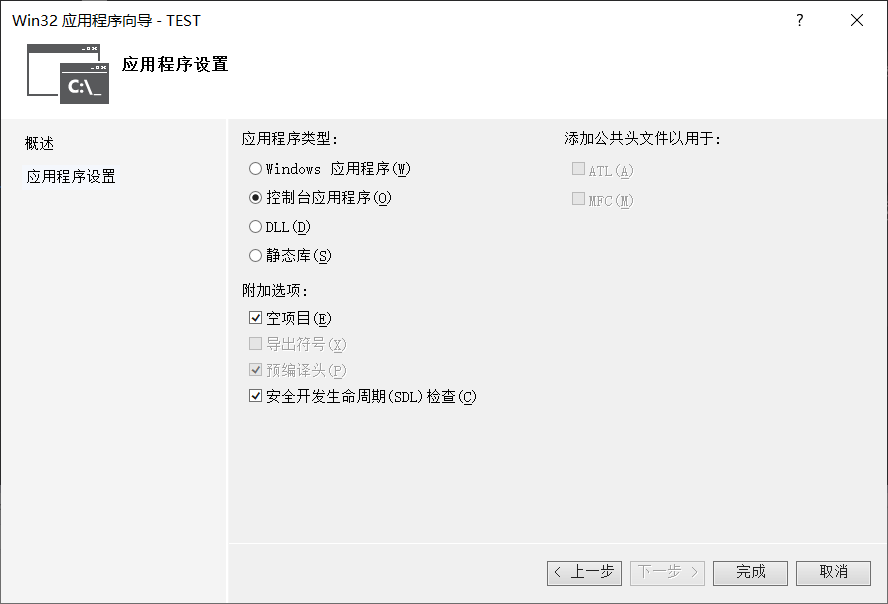 Win32 应用程序向导 - TEST
?
C:\_
应用程序设置
概述
应用程序设置
应用程序类型:
Windows 应用程序(W)
控制台应用程序(O)
DLL(D)
静态库(S)
附加选项:
空项目(E)
导出符号(X)
预编译头(P)
安全开发生命周期(SDL)检查(C)
添加公共头文件以用于:
ATL(A)
MFC(M)
< 上一步
下一步 >
完成
取消